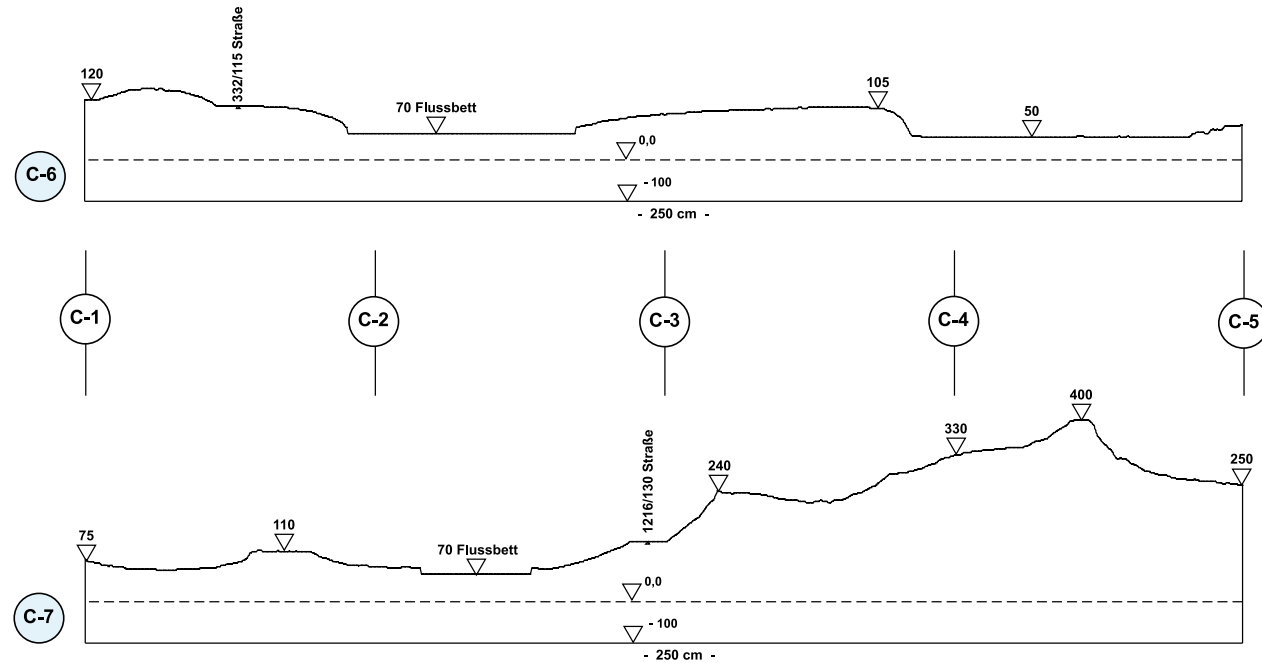 332/115 Straße
120
105
70 Flussbett
50
0,0
C-6
- 100
- 250 cm -
C-1
C-2
C-3
C-4
C-5
400
330
1216/130 Straße
240
250
110
75
70 Flussbett
0,0
C-7
- 100
- 250 cm -